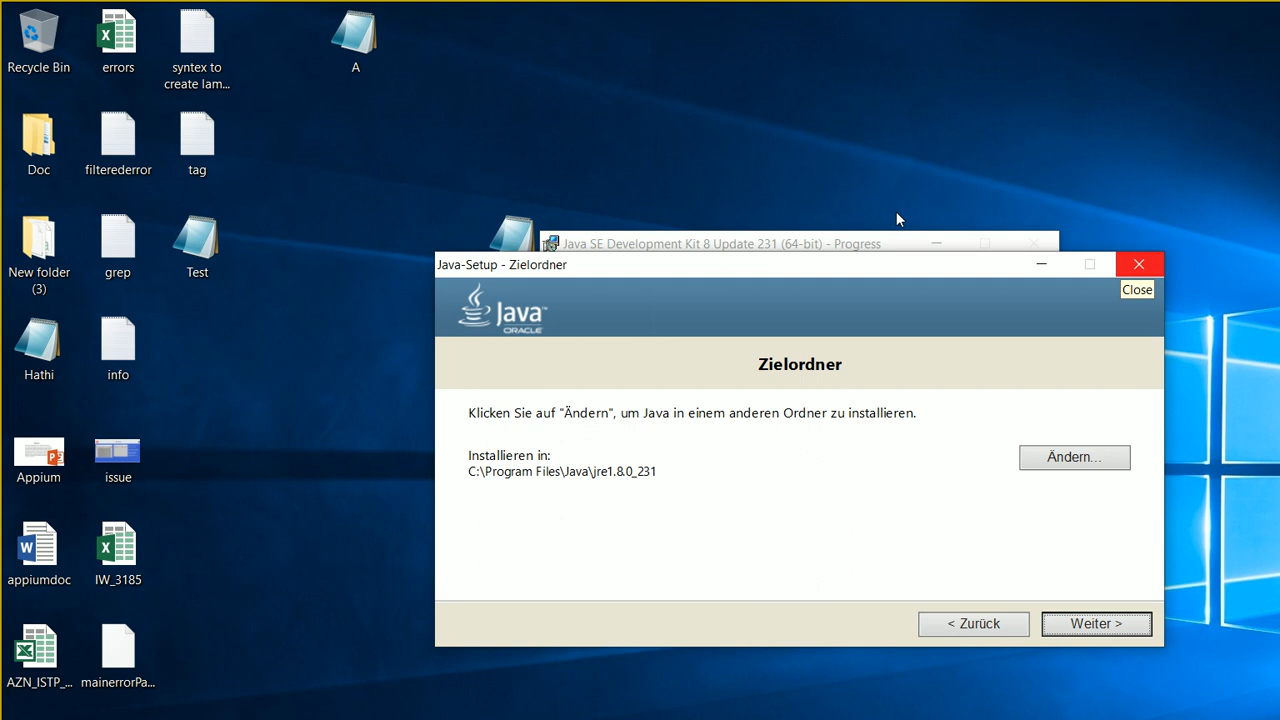 Recycle Bin
errors
syntex to
create lam...
A
Doc
filterederror
tag
New folder
(3)
grep
Test
Hathi
info
Appium
issue
appiumdoc
IW_3185
AZN_ISTP_...
mainerrorPa...
Java SE Development Kit 8 Update 231 (64-bit) - Progress
Java-Setup - Zielordner
Close
Java™
ORACLE
Zielordner
Klicken Sie auf "Ändern", um Java in einem anderen Ordner zu installieren.
Installieren in:
C:\Program Files\Java\jre1.8.0_231
Ändern...
< Zurück
Weiter >